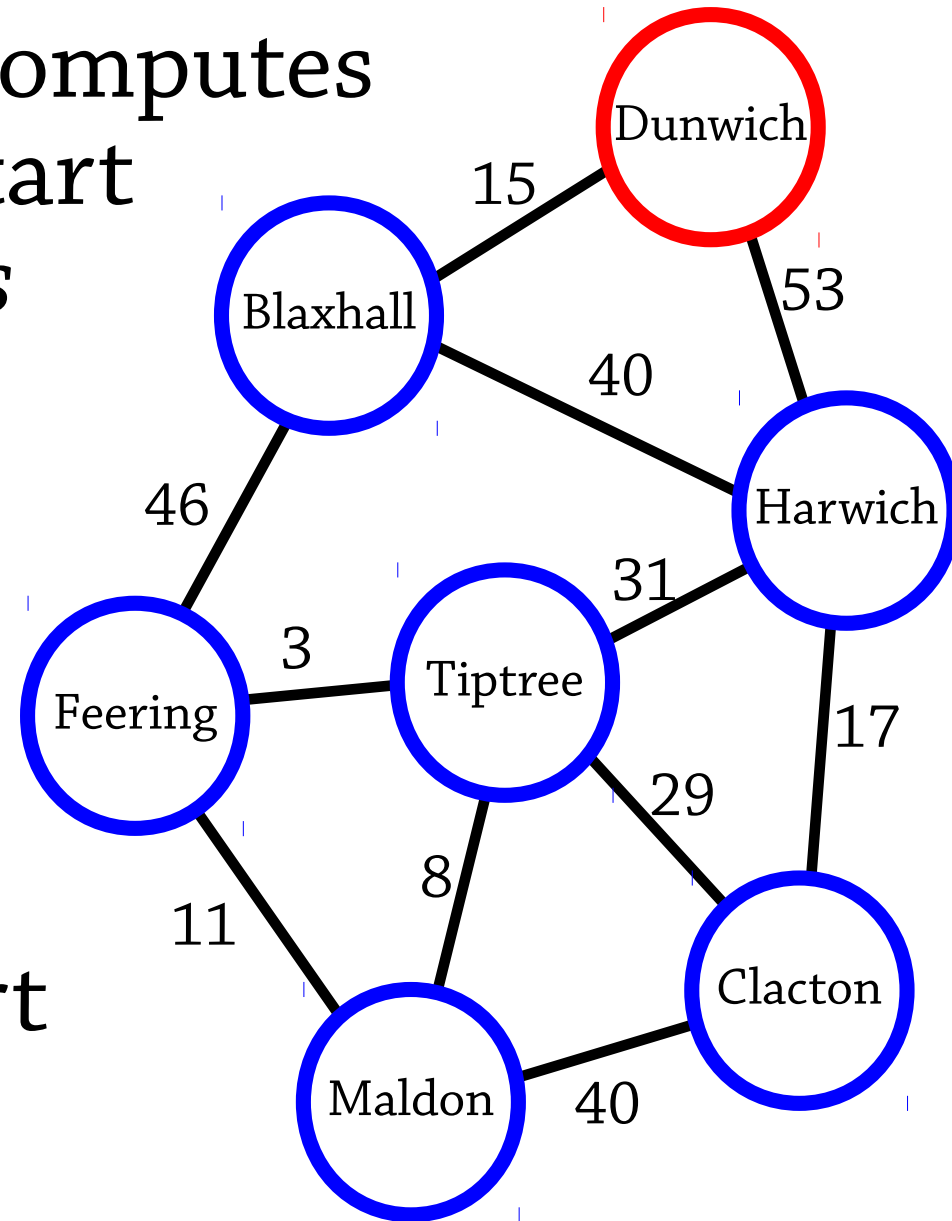 omputes
Dunwich
tart
15
s
53
Blaxhall
40
46
Harwich
31
3
Tiptree
Feering
17
29
8
11
rt
Clacton
Maldon
40